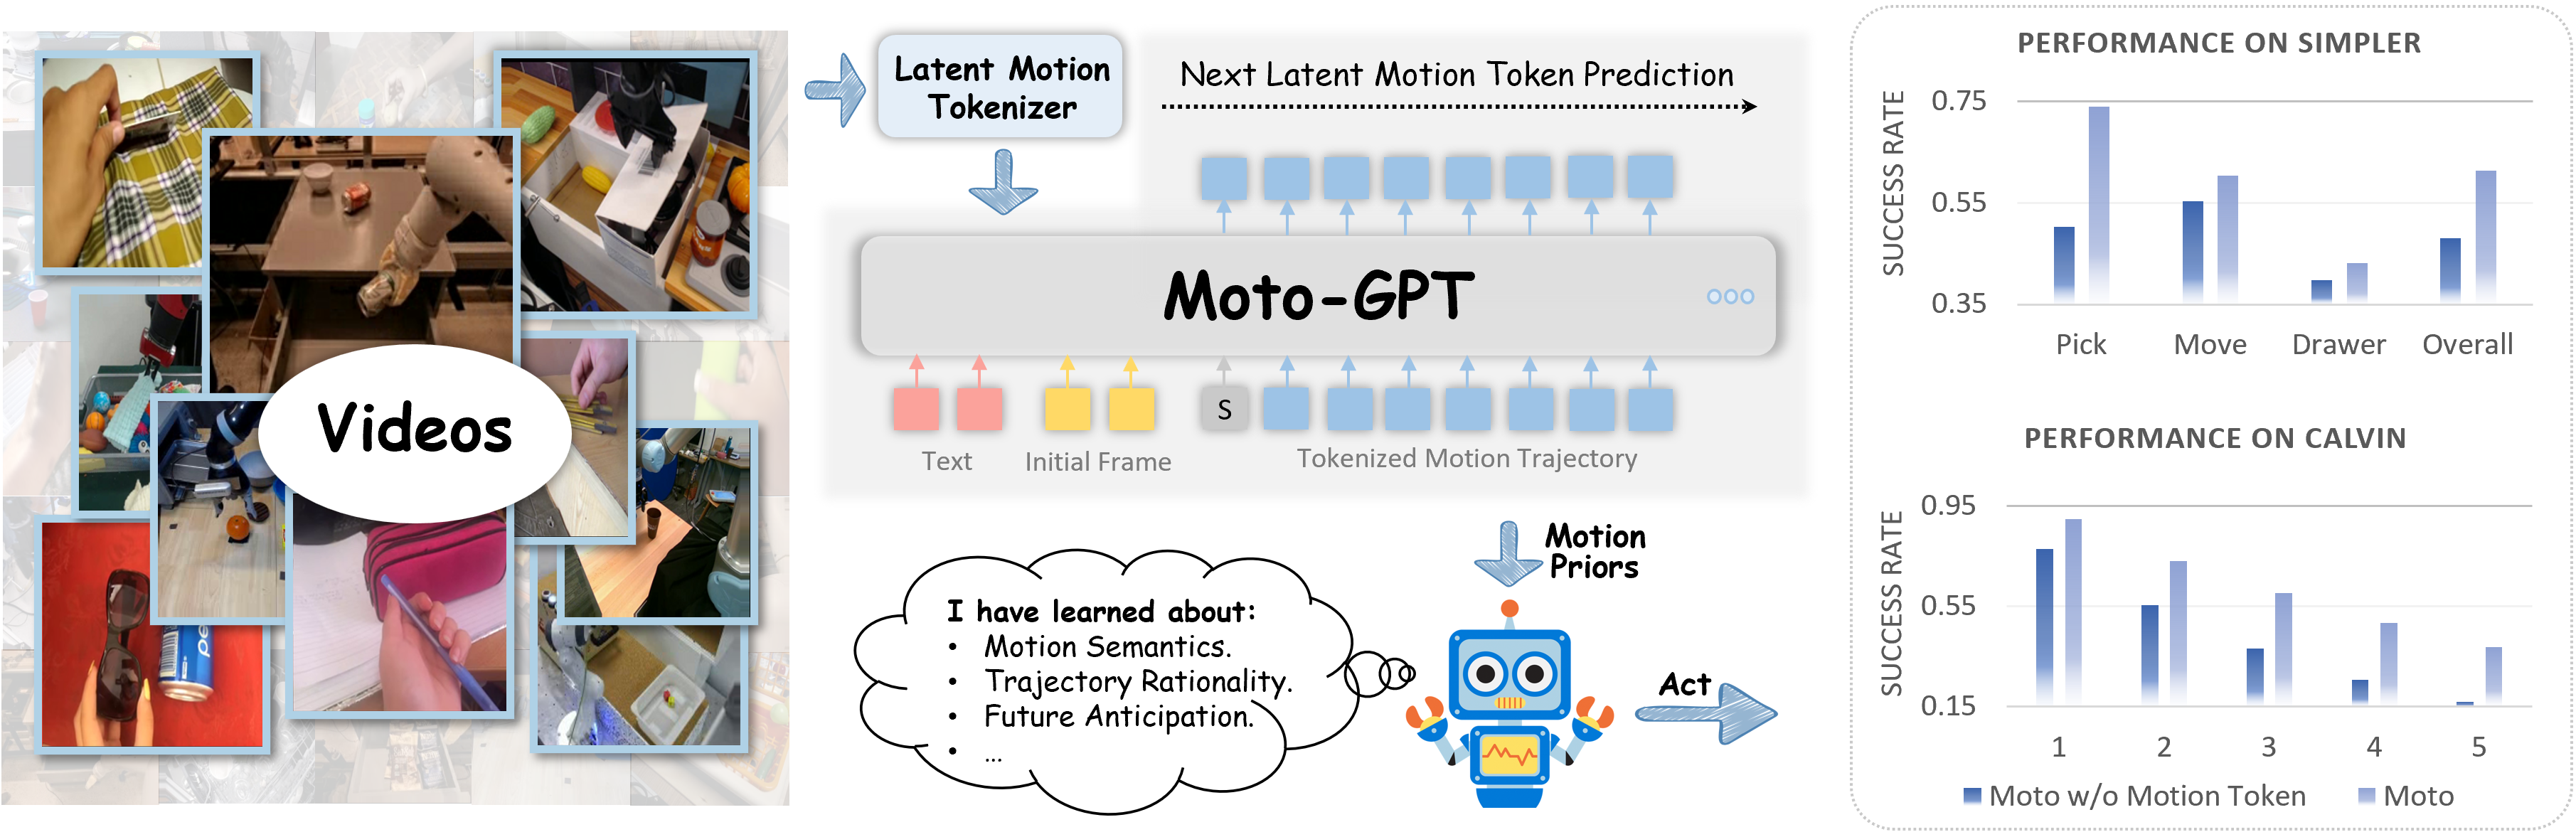 Videos
pe
Latent Motion
Tokenizer
Next Latent Motion Token Prediction
Moto-GPT
S
Text
Initial Frame
Tokenized Motion Trajectory
Motion
Priors
I have learned about:
• Motion Semantics.
• Trajectory Rationality.
• Future Anticipation.
• ...
Act
PERFORMANCE ON SIMPLER
SUCCESS RATE
0.75
0.55
0.35
Pick Move Drawer Overall
PERFORMANCE ON CALVIN
SUCCESS RATE
0.95
0.55
0.15
1 2 3 4 5
Moto w/o Motion Token Moto